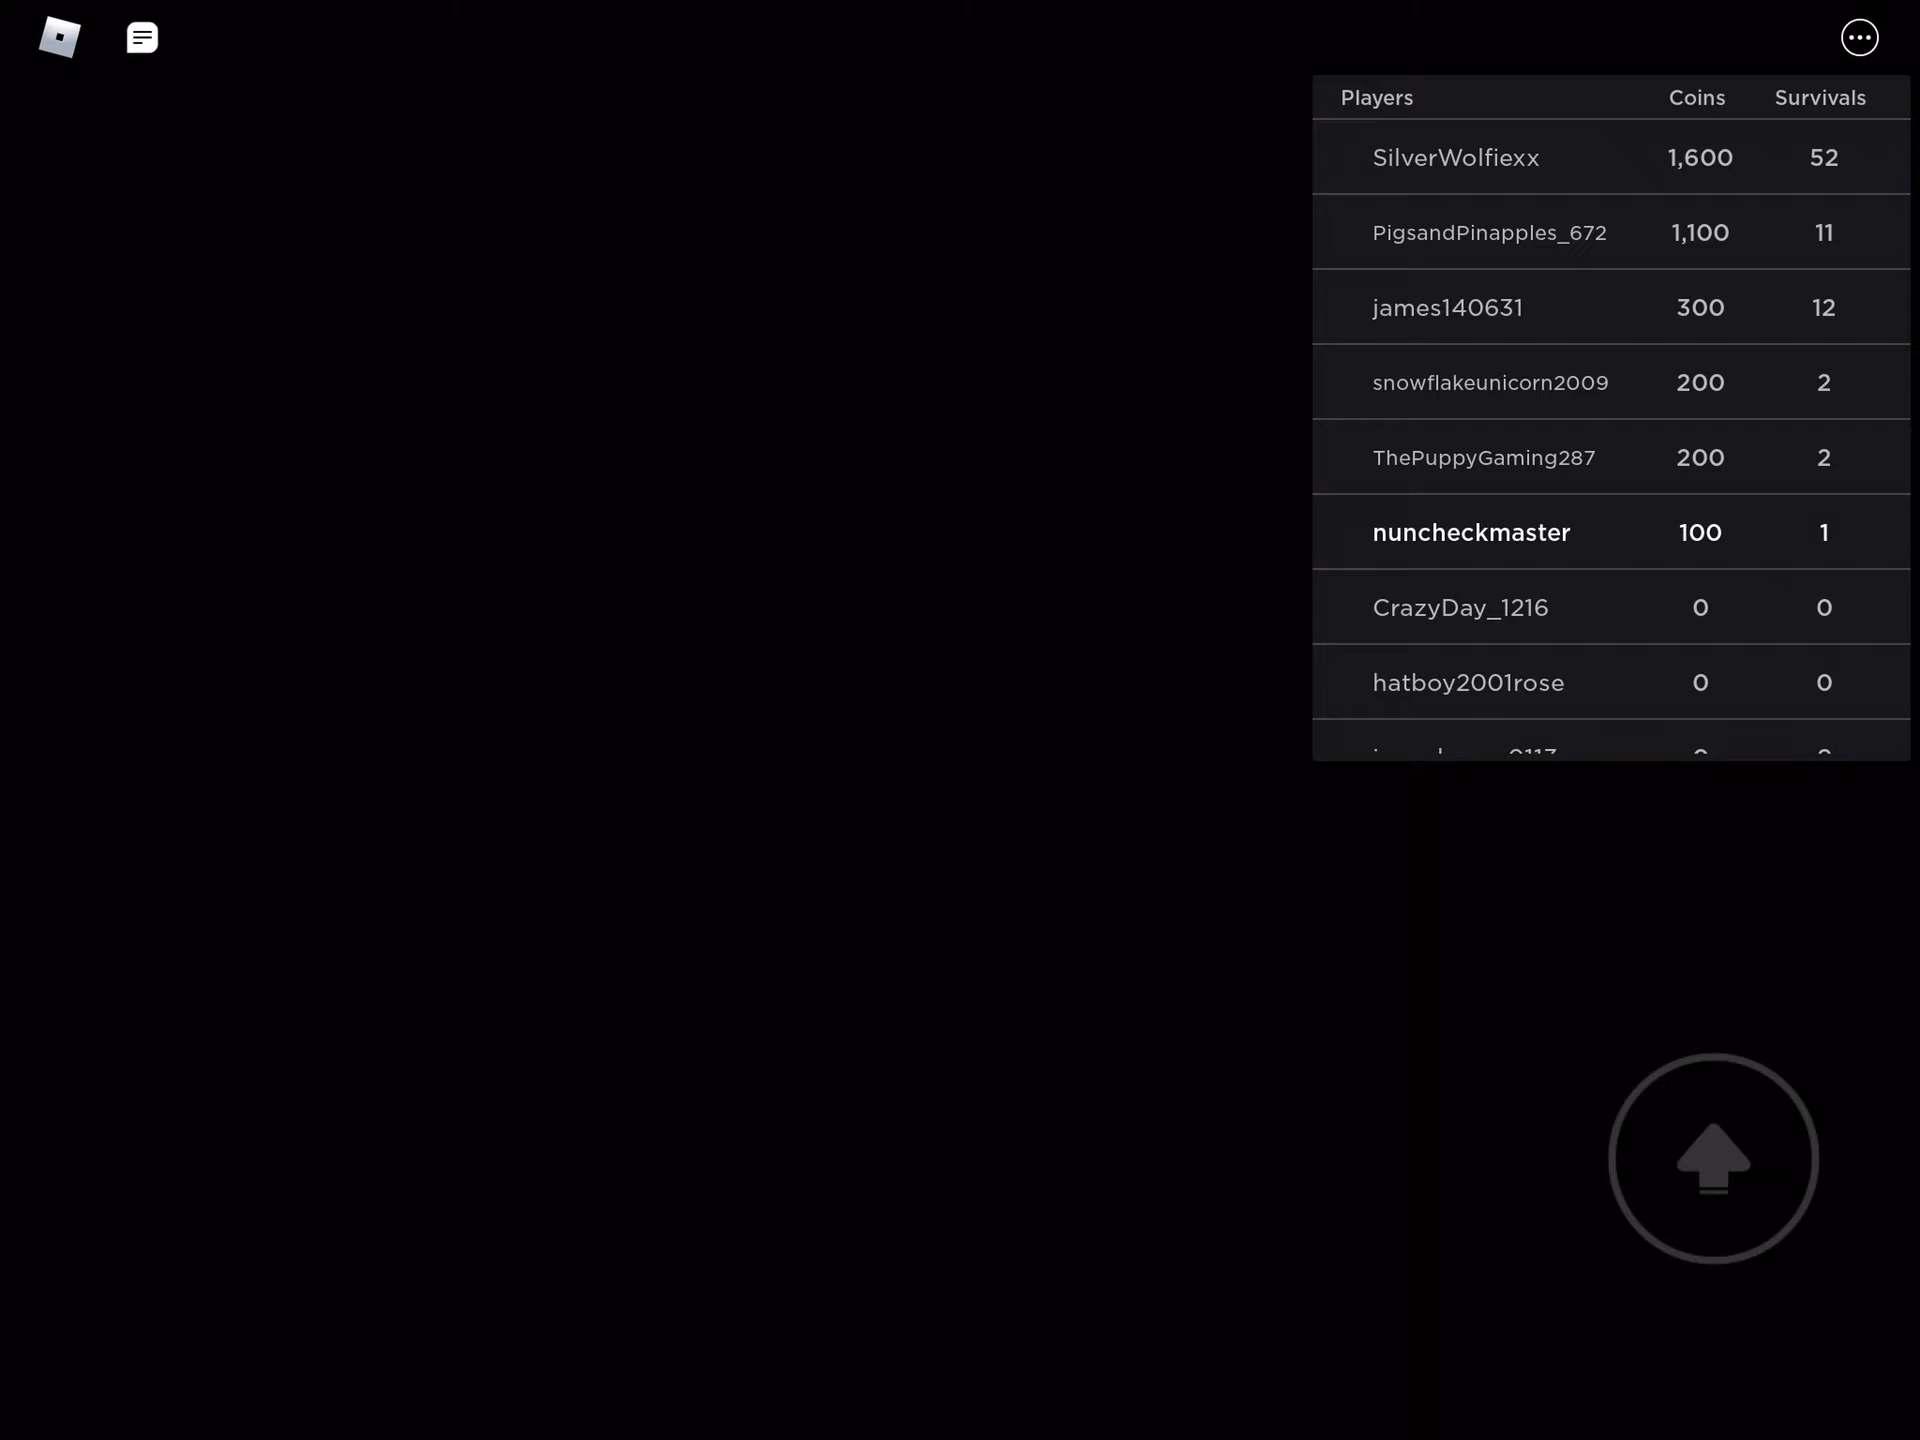 Players Coins Survivals
SilverWolfiexx 1,600 52
PigsandPinapples_672 1,100 11
james140631 300 12
snowflakeunicorn2009 200 2
ThePuppyGaming287 200 2
nuncheckmaster 100 1
CrazyDay_1216 0 0
hatboy2001rose 0 0